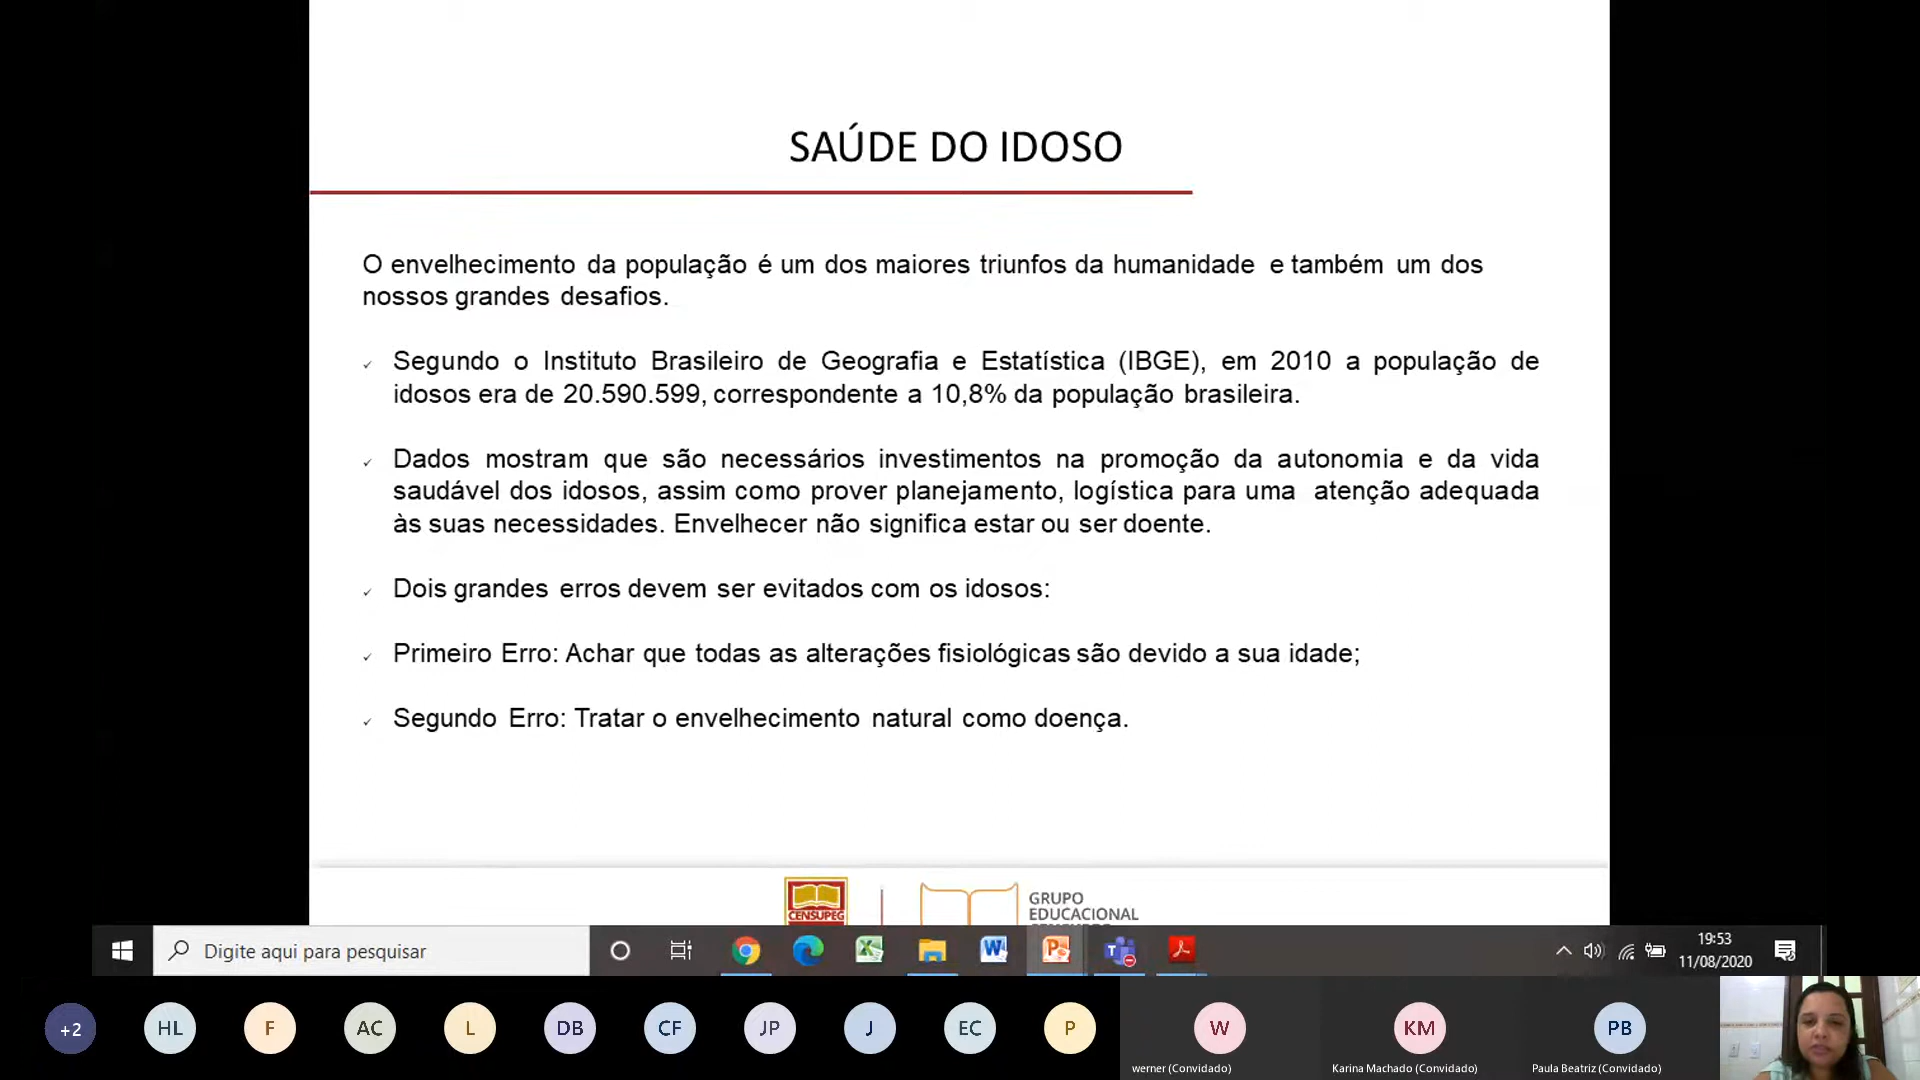 SAÚDE DO IDOSO
O envelhecimento da população é um dos maiores triunfos da humanidade e também um dos
nossos grandes desafios.
✓ Segundo o Instituto Brasileiro de Geografia e Estatística (IBGE), em 2010 a população de
idosos era de 20.590.599, correspondente a 10,8% da população brasileira.
✓ Dados mostram que são necessários investimentos na promoção da autonomia e da vida
saudável dos idosos, assim como prover planejamento, logística para uma atenção adequada
às suas necessidades. Envelhecer não significa estar ou ser doente.
✓ Dois grandes erros devem ser evitados com os idosos:
✓ Primeiro Erro: Achar que todas as alterações fisiológicas são devido a sua idade;
✓ Segundo Erro: Tratar o envelhecimento natural como doença.
CENSUPEG
GRUPO
EDUCACIONAL
Digite aqui para pesquisar
19:53
11/08/2020
+2 HL F AC L DB CF JP J EC P W KM PB
werner (Convidado) Karina Machado (Convidado) Paula Beatriz (Convidado)